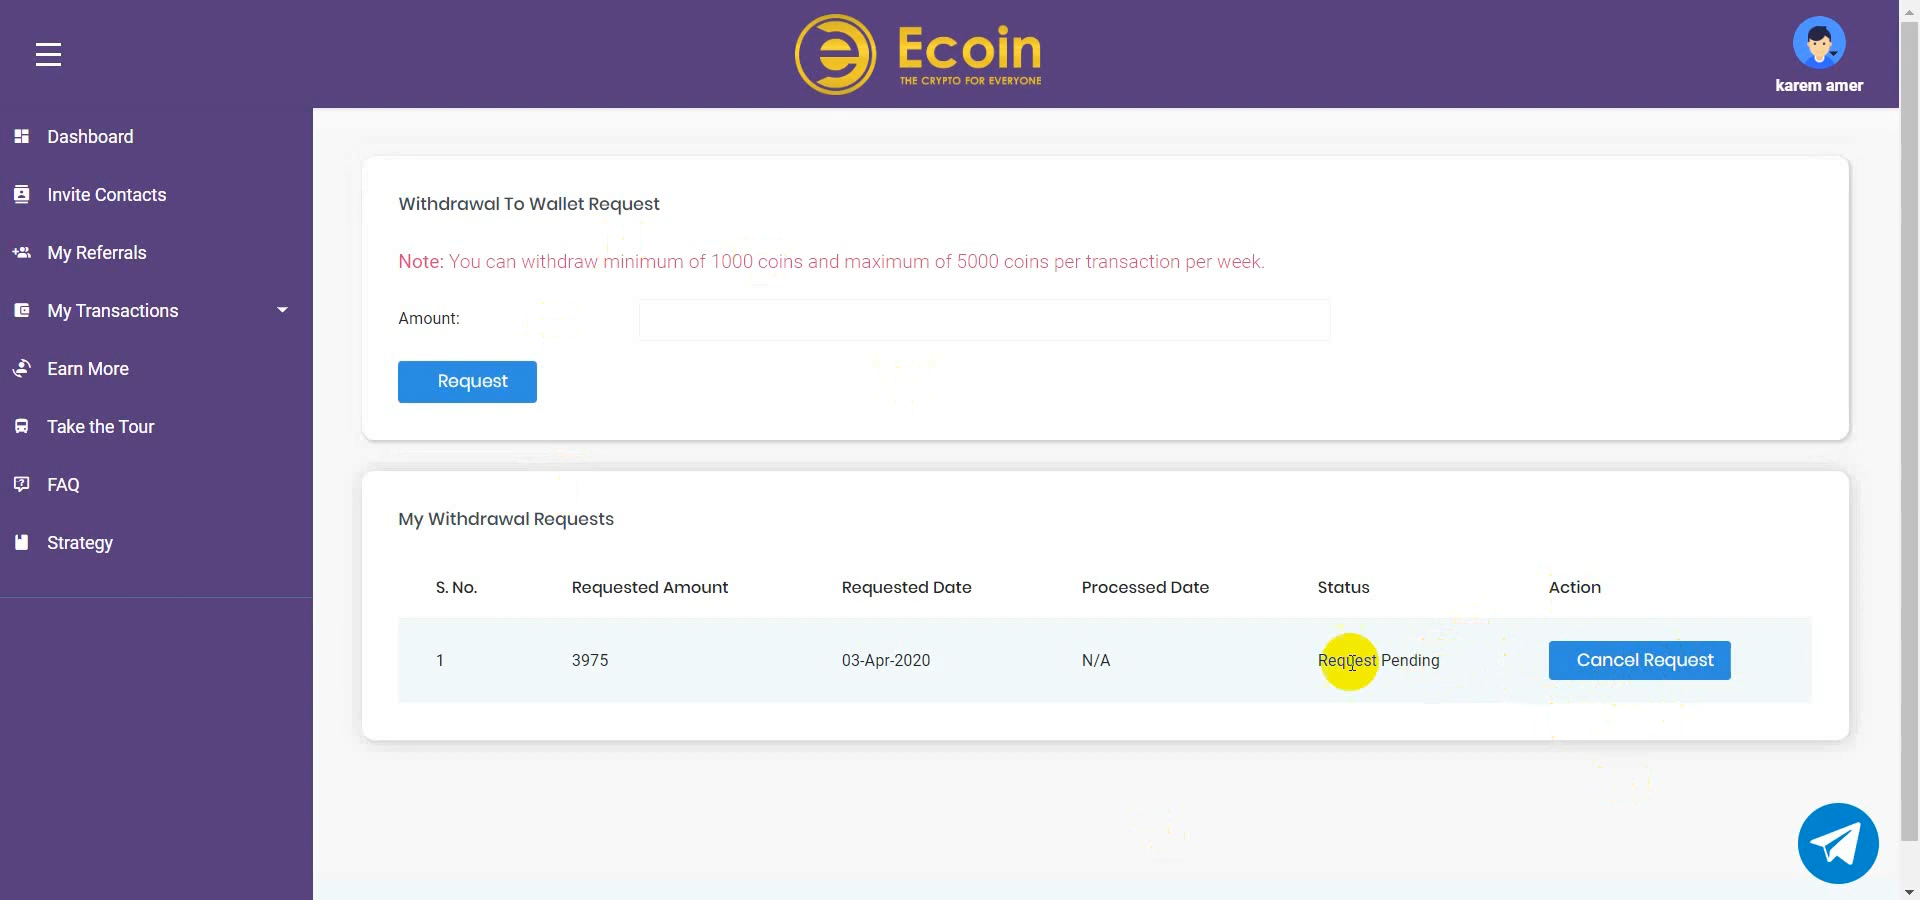 Ecoin
THE CRYPTO FOR EVERYONE
karem amer
Dashboard
Invite Contacts
My Referrals
My Transactions
Earn More
Take the Tour
FAQ
Strategy
Withdrawal To Wallet Request
Note: You can withdraw minimum of 1000 coins and maximum of 5000 coins per transaction per week.
Amount:
Request
My Withdrawal Requests
S. No. Requested Amount Requested Date Processed Date Status Action
1 3975 03-Apr-2020 N/A Request Pending Cancel Request